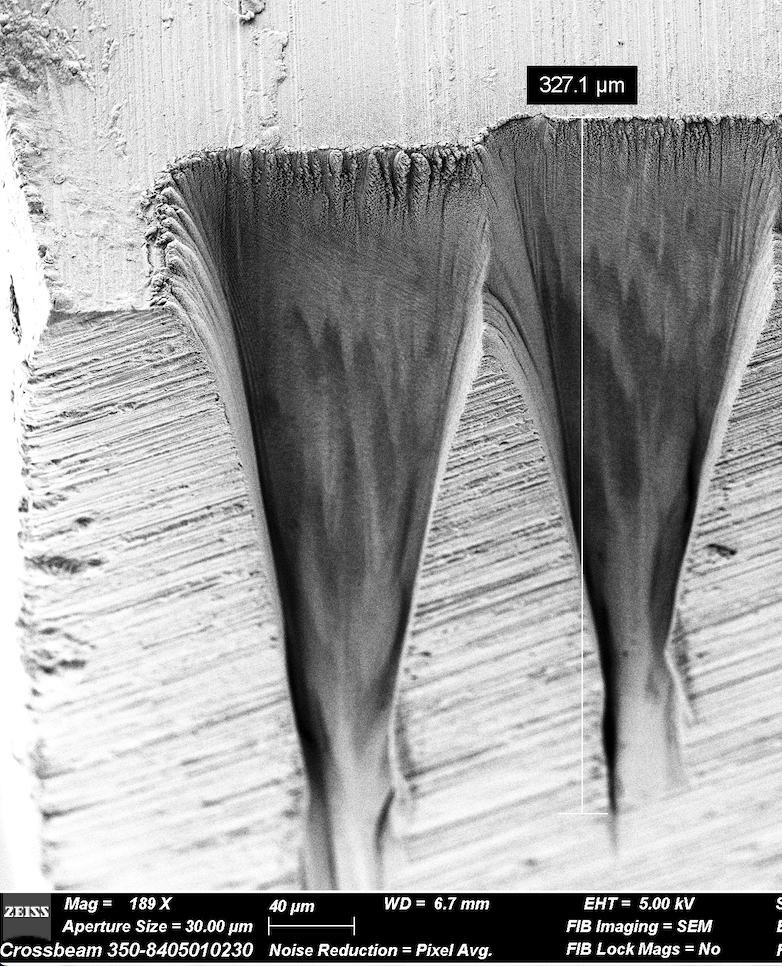 327.1 µm
ZEISS
Mag = 189 X
40 µm
WD = 6.7 mm
EHT = 5.00 kV
Aperture Size = 30.00 µm
FIB Imaging = SEM
Crossbeam 350-8405010230
Noise Reduction = Pixel Avg.
FIB Lock Mags = No